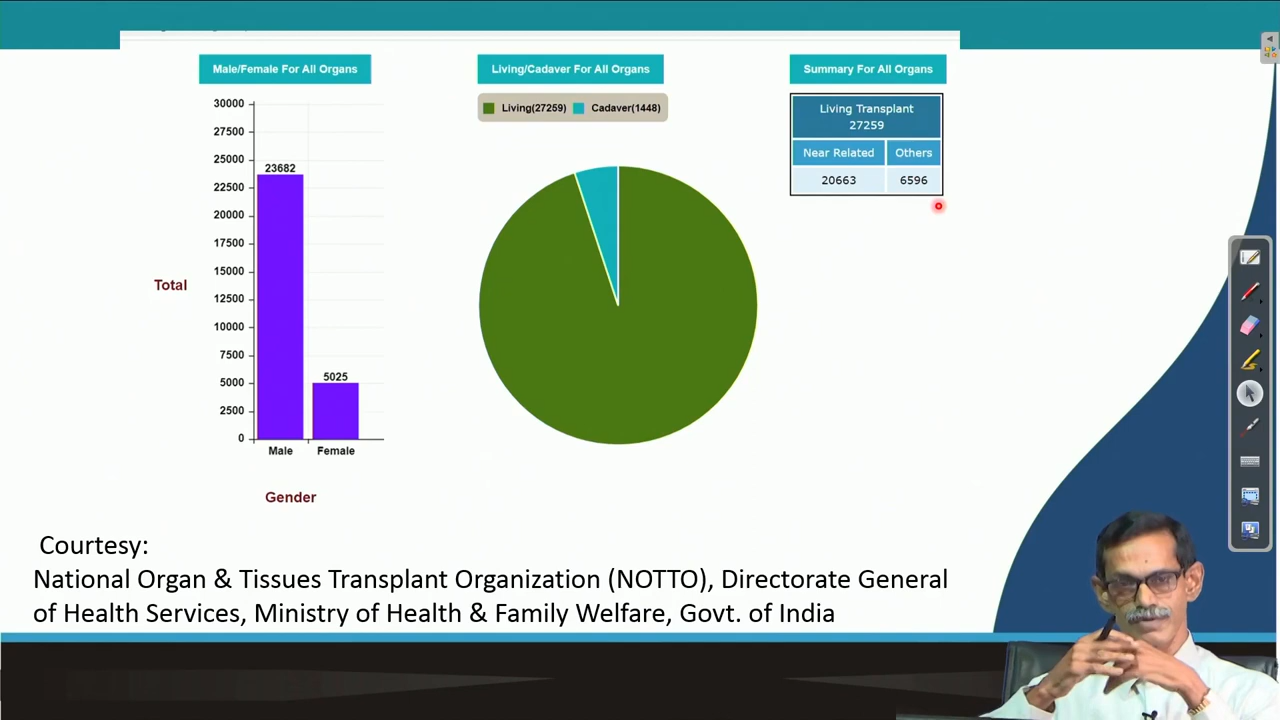 Male/Female For All Organs
30000
27500
25000
22500
20000
17500
15000
12500
10000
7500
5000
2500
0
Total
23682
5025
Male Female
Gender
Living/Cadaver For All Organs
Living(27259) Cadaver(1448)
Summary For All Organs
Living Transplant
27259
Near Related Others
20663 6596
Courtesy:
National Organ & Tissues Transplant Organization (NOTTO), Directorate General
of Health Services, Ministry of Health & Family Welfare, Govt. of India